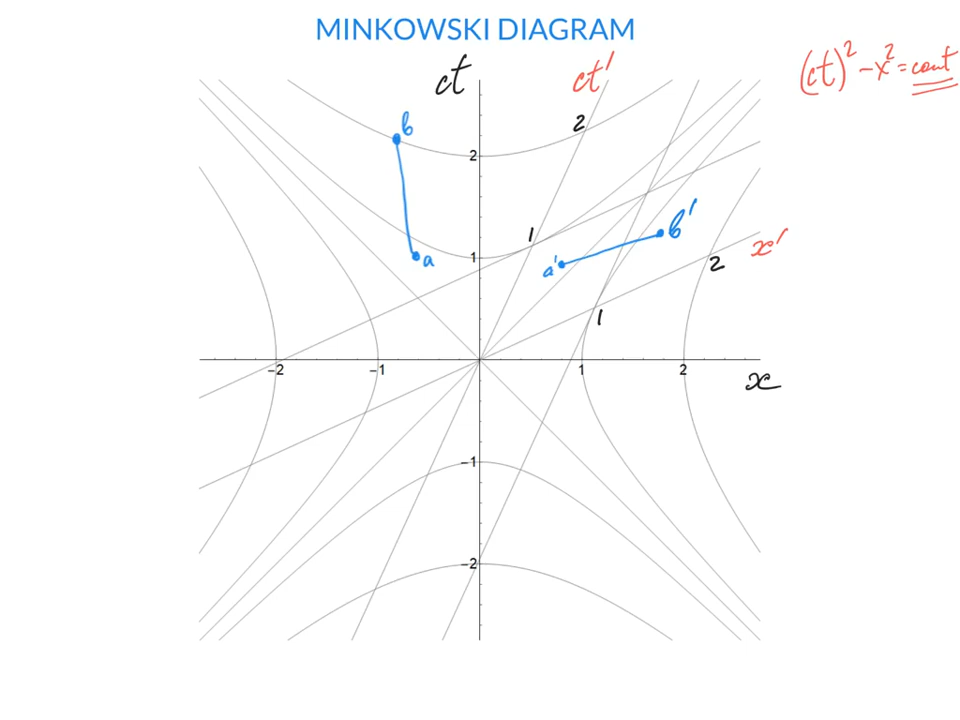 MINKOWSKI DIAGRAM
ct ct' (ct)² - x² = cont
b 2
2
1 b'
1 a a' x'
2
1
-2 -1 1 2 x
-1
-2